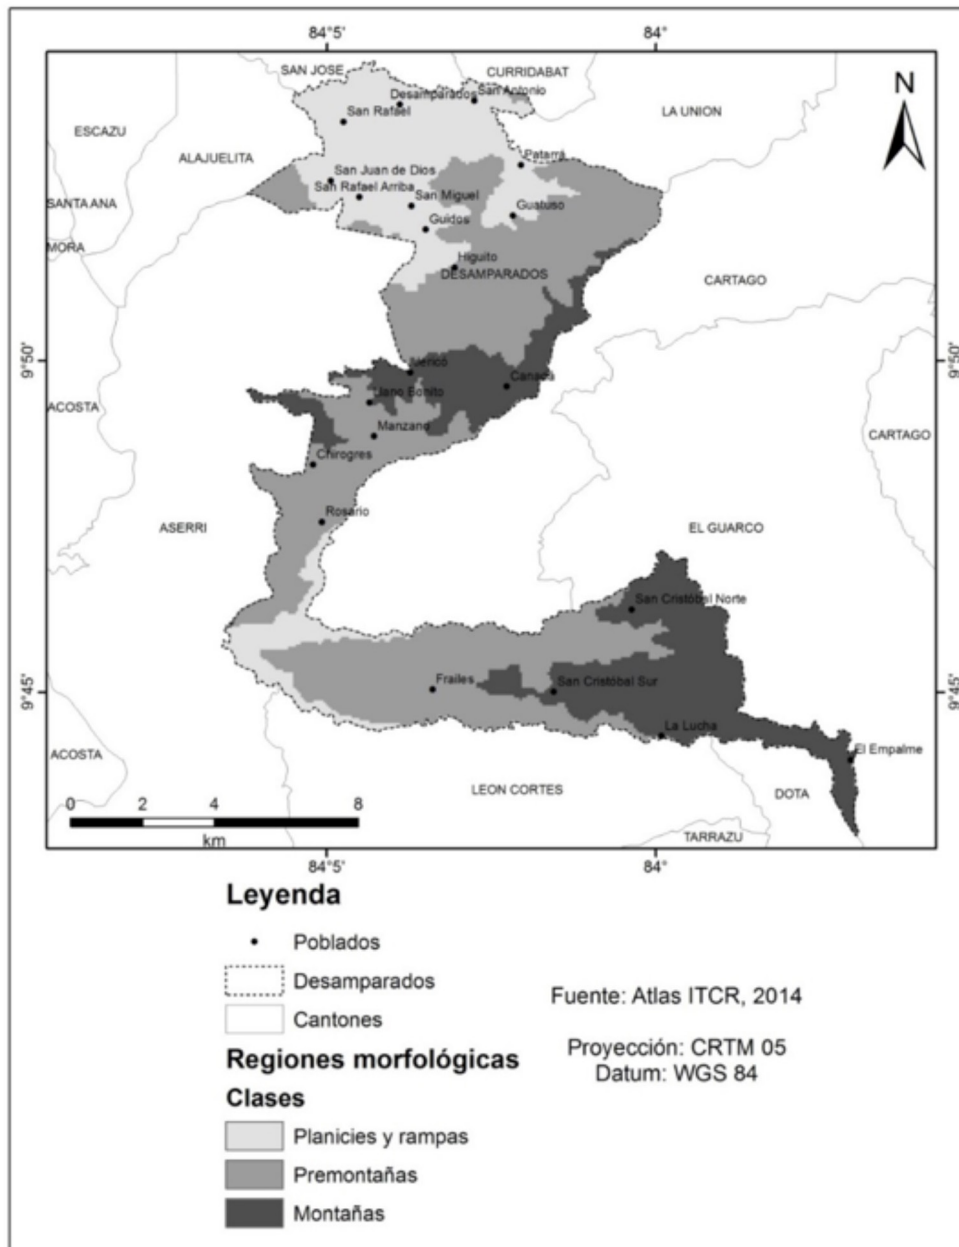 84°5'
84°
SAN JOSE
CURRIDABAT
Desamparados
San Antonio
San Rafael
LA UNION
N
ESCAZU
ALAJUELITA
Patarrá
San Juan de Dios
San Rafael Arriba
San Miguel
SANTA ANA
Guatuso
Guidos
MORA
Higuito
DESAMPARADOS
CARTAGO
9°50'
9°50'
Jericó
Canadá
Llano Bonito
ACOSTA
Manzano
CARTAGO
Chirogres
Rosario
ASERRI
EL GUARCO
San Cristóbal Norte
9°45'
9°45'
Frailes
San Cristóbal Sur
La Lucha
El Empalme
ACOSTA
LEON CORTES
DOTA
0 2 4 8
km
TARRAZU
84°5'
84°
Leyenda
Poblados
Desamparados
Cantones
Fuente: Atlas ITCR, 2014
Proyección: CRTM 05
Datum: WGS 84
Regiones morfológicas
Clases
Planicies y rampas
Premontañas
Montañas